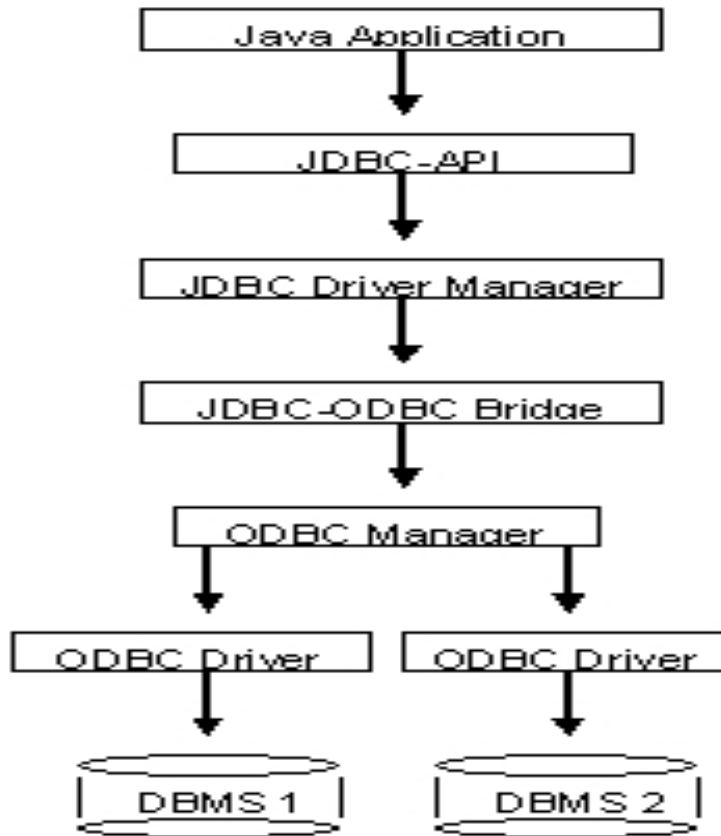 Java Application
JDBC-API
JDBC Driver Manager
JDBC-ODBC Bridge
ODBC Manager
ODBC Driver ODBC Driver
DBMS 1 DBMS 2